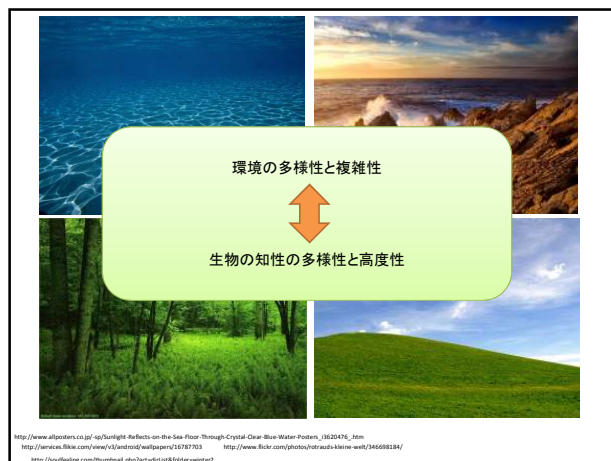 環境の多様性と複雑性
生物の知性の多様性と高度性
http://www.allposters.co.jp/-sp/Sunlight-Reflects-on-the-Sea-Floor-Through-Crystal-Clear-Blue-Water-Posters_i3620476_.htm
http://services.flikie.com/view/v3/android/wallpapers/16787703 http://www.flickr.com/photos/rotrauds-kleine-welt/346698184/